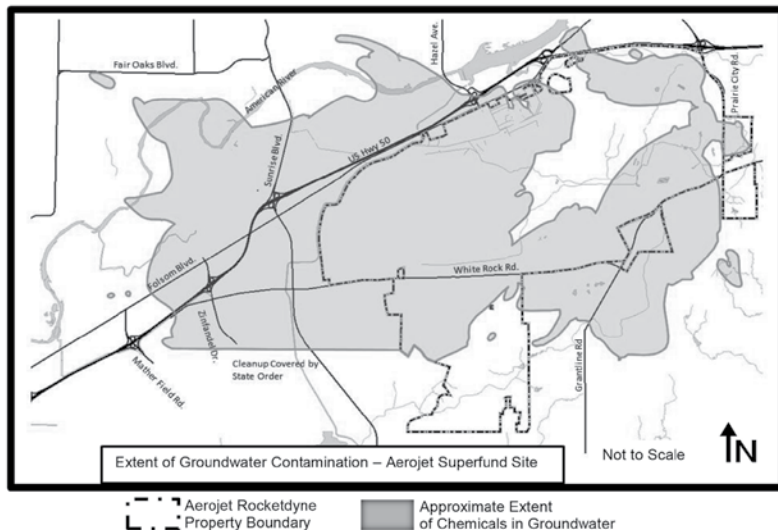 Fair Oaks Blvd.
American River
Hazel Ave.
Prairie City Rd.
US Hwy 50
Sunrise Blvd.
Folsom Blvd.
White Rock Rd.
Zinfandel Dr.
Mather Field Rd.
Cleanup Covered by
State Order
Grantline Rd
Extent of Groundwater Contamination – Aerojet Superfund Site
Not to Scale
N
Aerojet Rocketdyne
Property Boundary
Approximate Extent
of Chemicals in Groundwater